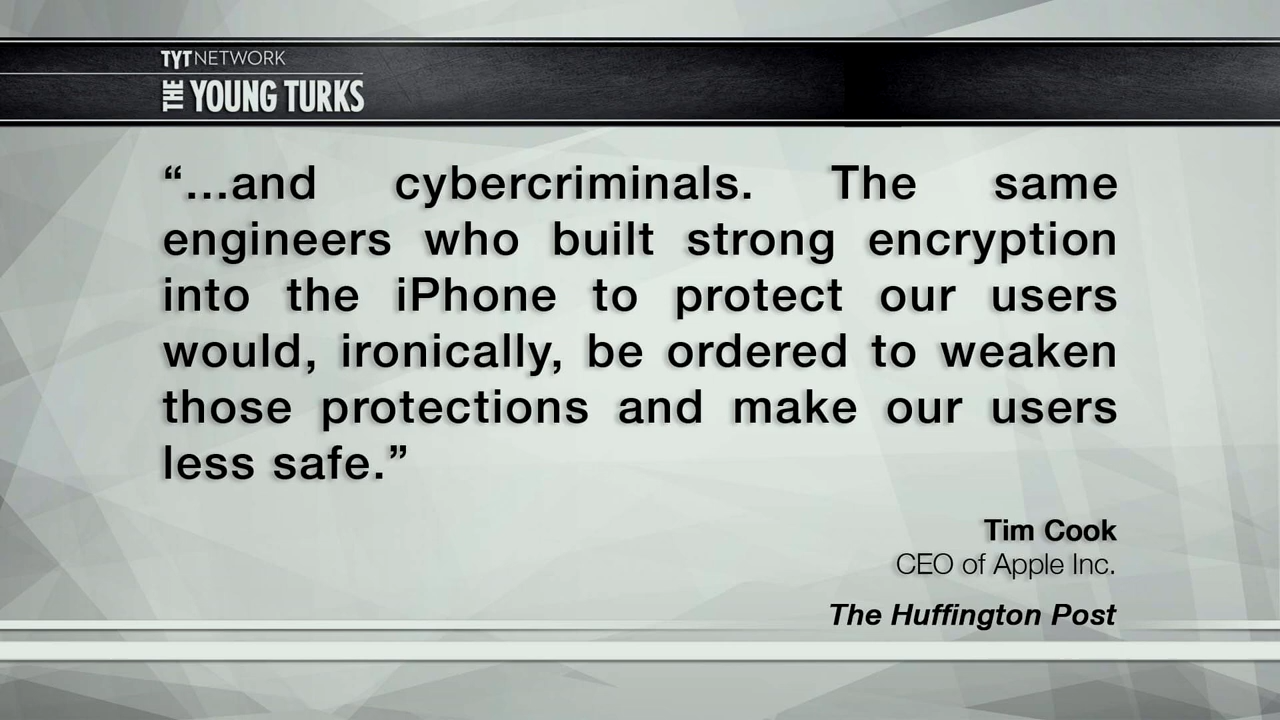 TYT NETWORK
THE YOUNG TURKS
“...and cybercriminals. The same
engineers who built strong encryption
into the iPhone to protect our users
would, ironically, be ordered to weaken
those protections and make our users
less safe.”
Tim Cook
CEO of Apple Inc.
The Huffington Post